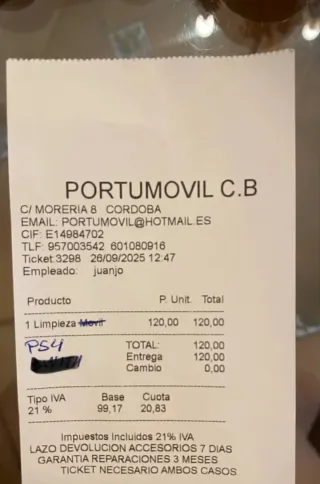 PORTUMOVIL C.B
C/ MORERIA 8 CORDOBA
EMAIL: PORTUMOVIL@HOTMAIL.ES
CIF: E14984702
TLF: 957003542 601080916
Ticket:3298 26/09/2025 12:47
Empleado: juanjo
Producto P. Unit. Total
1 Limpieza Movil 120,00 120,00
PS4
TOTAL: 120,00
Entrega 120,00
Cambio 0,00
Tipo IVA Base Cuota
21 % 99,17 20,83
Impuestos Incluidos 21% IVA
LAZO DEVOLUCION ACCESORIOS 7 DIAS
GARANTIA REPARACIONES 3 MESES
TICKET NECESARIO AMBOS CASOS